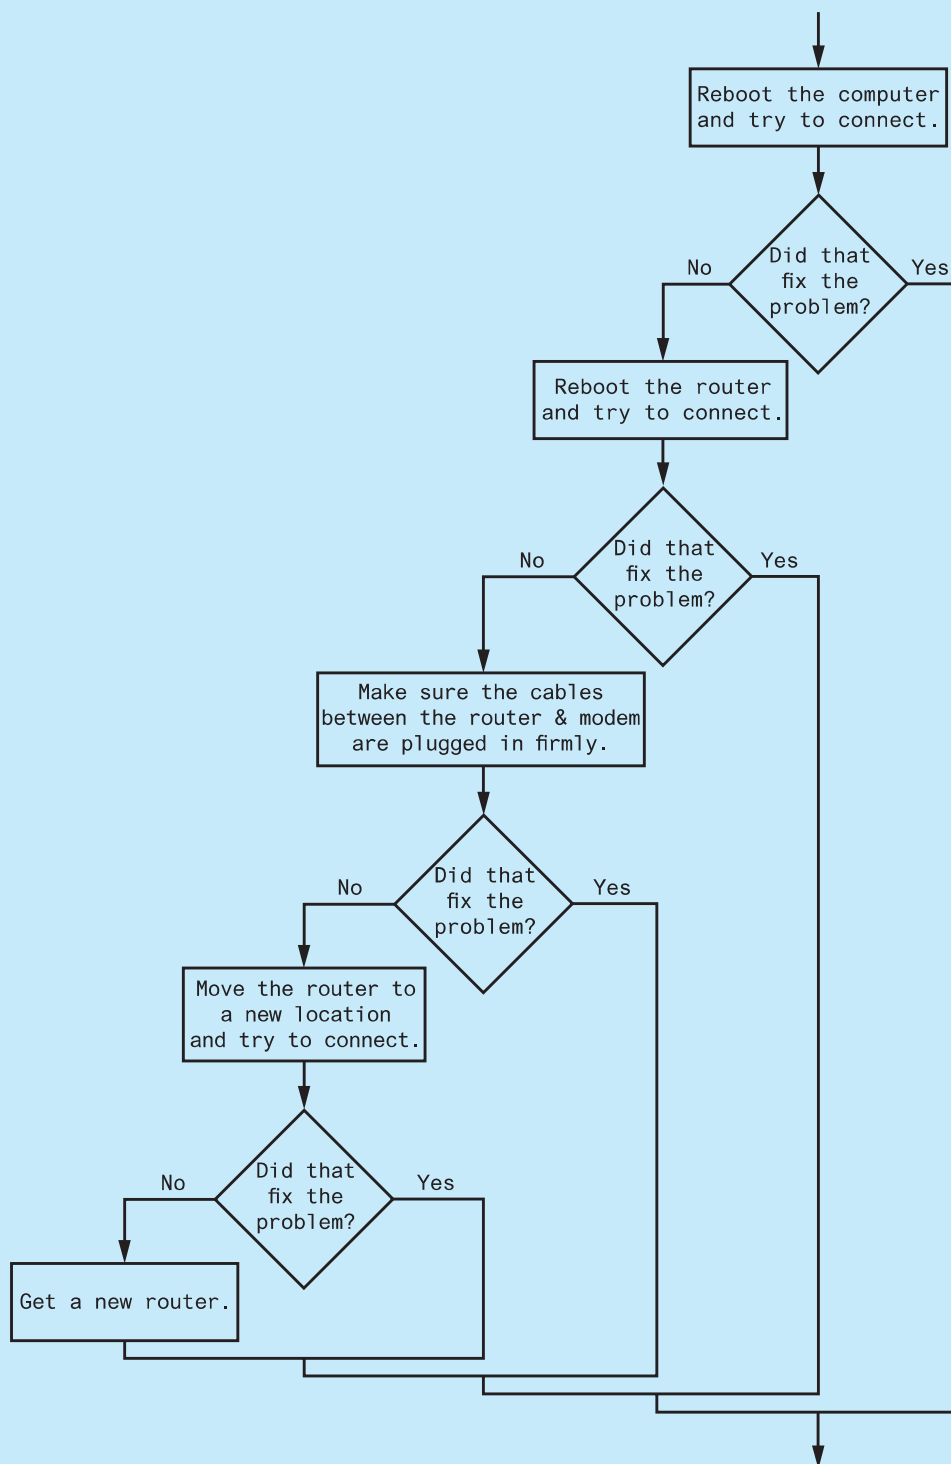 Reboot the computer
and try to connect.
Did that
fix the
problem?
No
Yes
Reboot the router
and try to connect.
Did that
fix the
problem?
No
Yes
Make sure the cables
between the router & modem
are plugged in firmly.
Did that
fix the
problem?
No
Yes
Move the router to
a new location
and try to connect.
Did that
fix the
problem?
No
Yes
Get a new router.